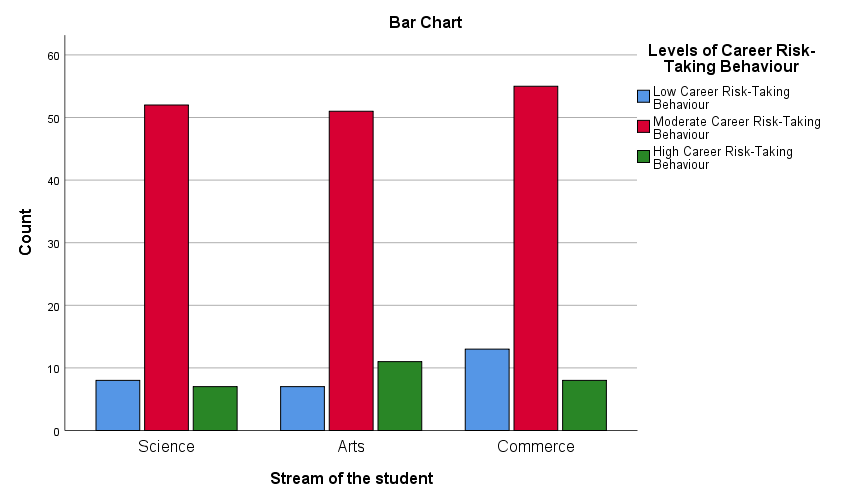 Bar Chart
Levels of Career Risk-
Taking Behaviour
Low Career Risk-Taking
Behaviour
Moderate Career Risk-Taking
Behaviour
High Career Risk-Taking
Behaviour
Count
60
50
40
30
20
10
0
Science
Arts
Commerce
Stream of the student